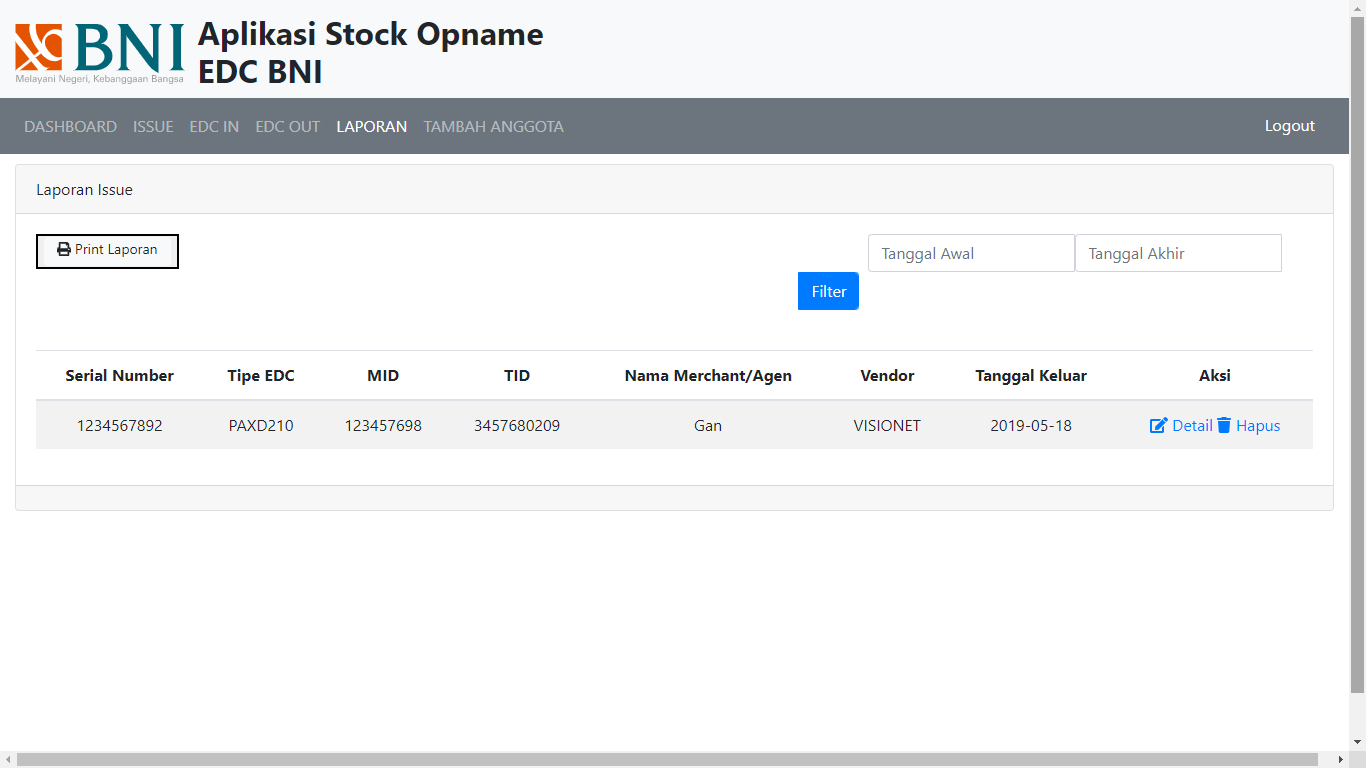 BNI
Melayani Negeri, Kebanggaan Bangsa
Aplikasi Stock Opname
EDC BNI
DASHBOARD ISSUE EDC IN EDC OUT LAPORAN TAMBAH ANGGOTA Logout
Laporan Issue
Print Laporan Tanggal Awal Tanggal Akhir
Filter
Serial Number Tipe EDC MID TID Nama Merchant/Agen Vendor Tanggal Keluar Aksi
1234567892 PAXD210 123457698 3457680209 Gan VISIONET 2019-05-18 Detail Hapus